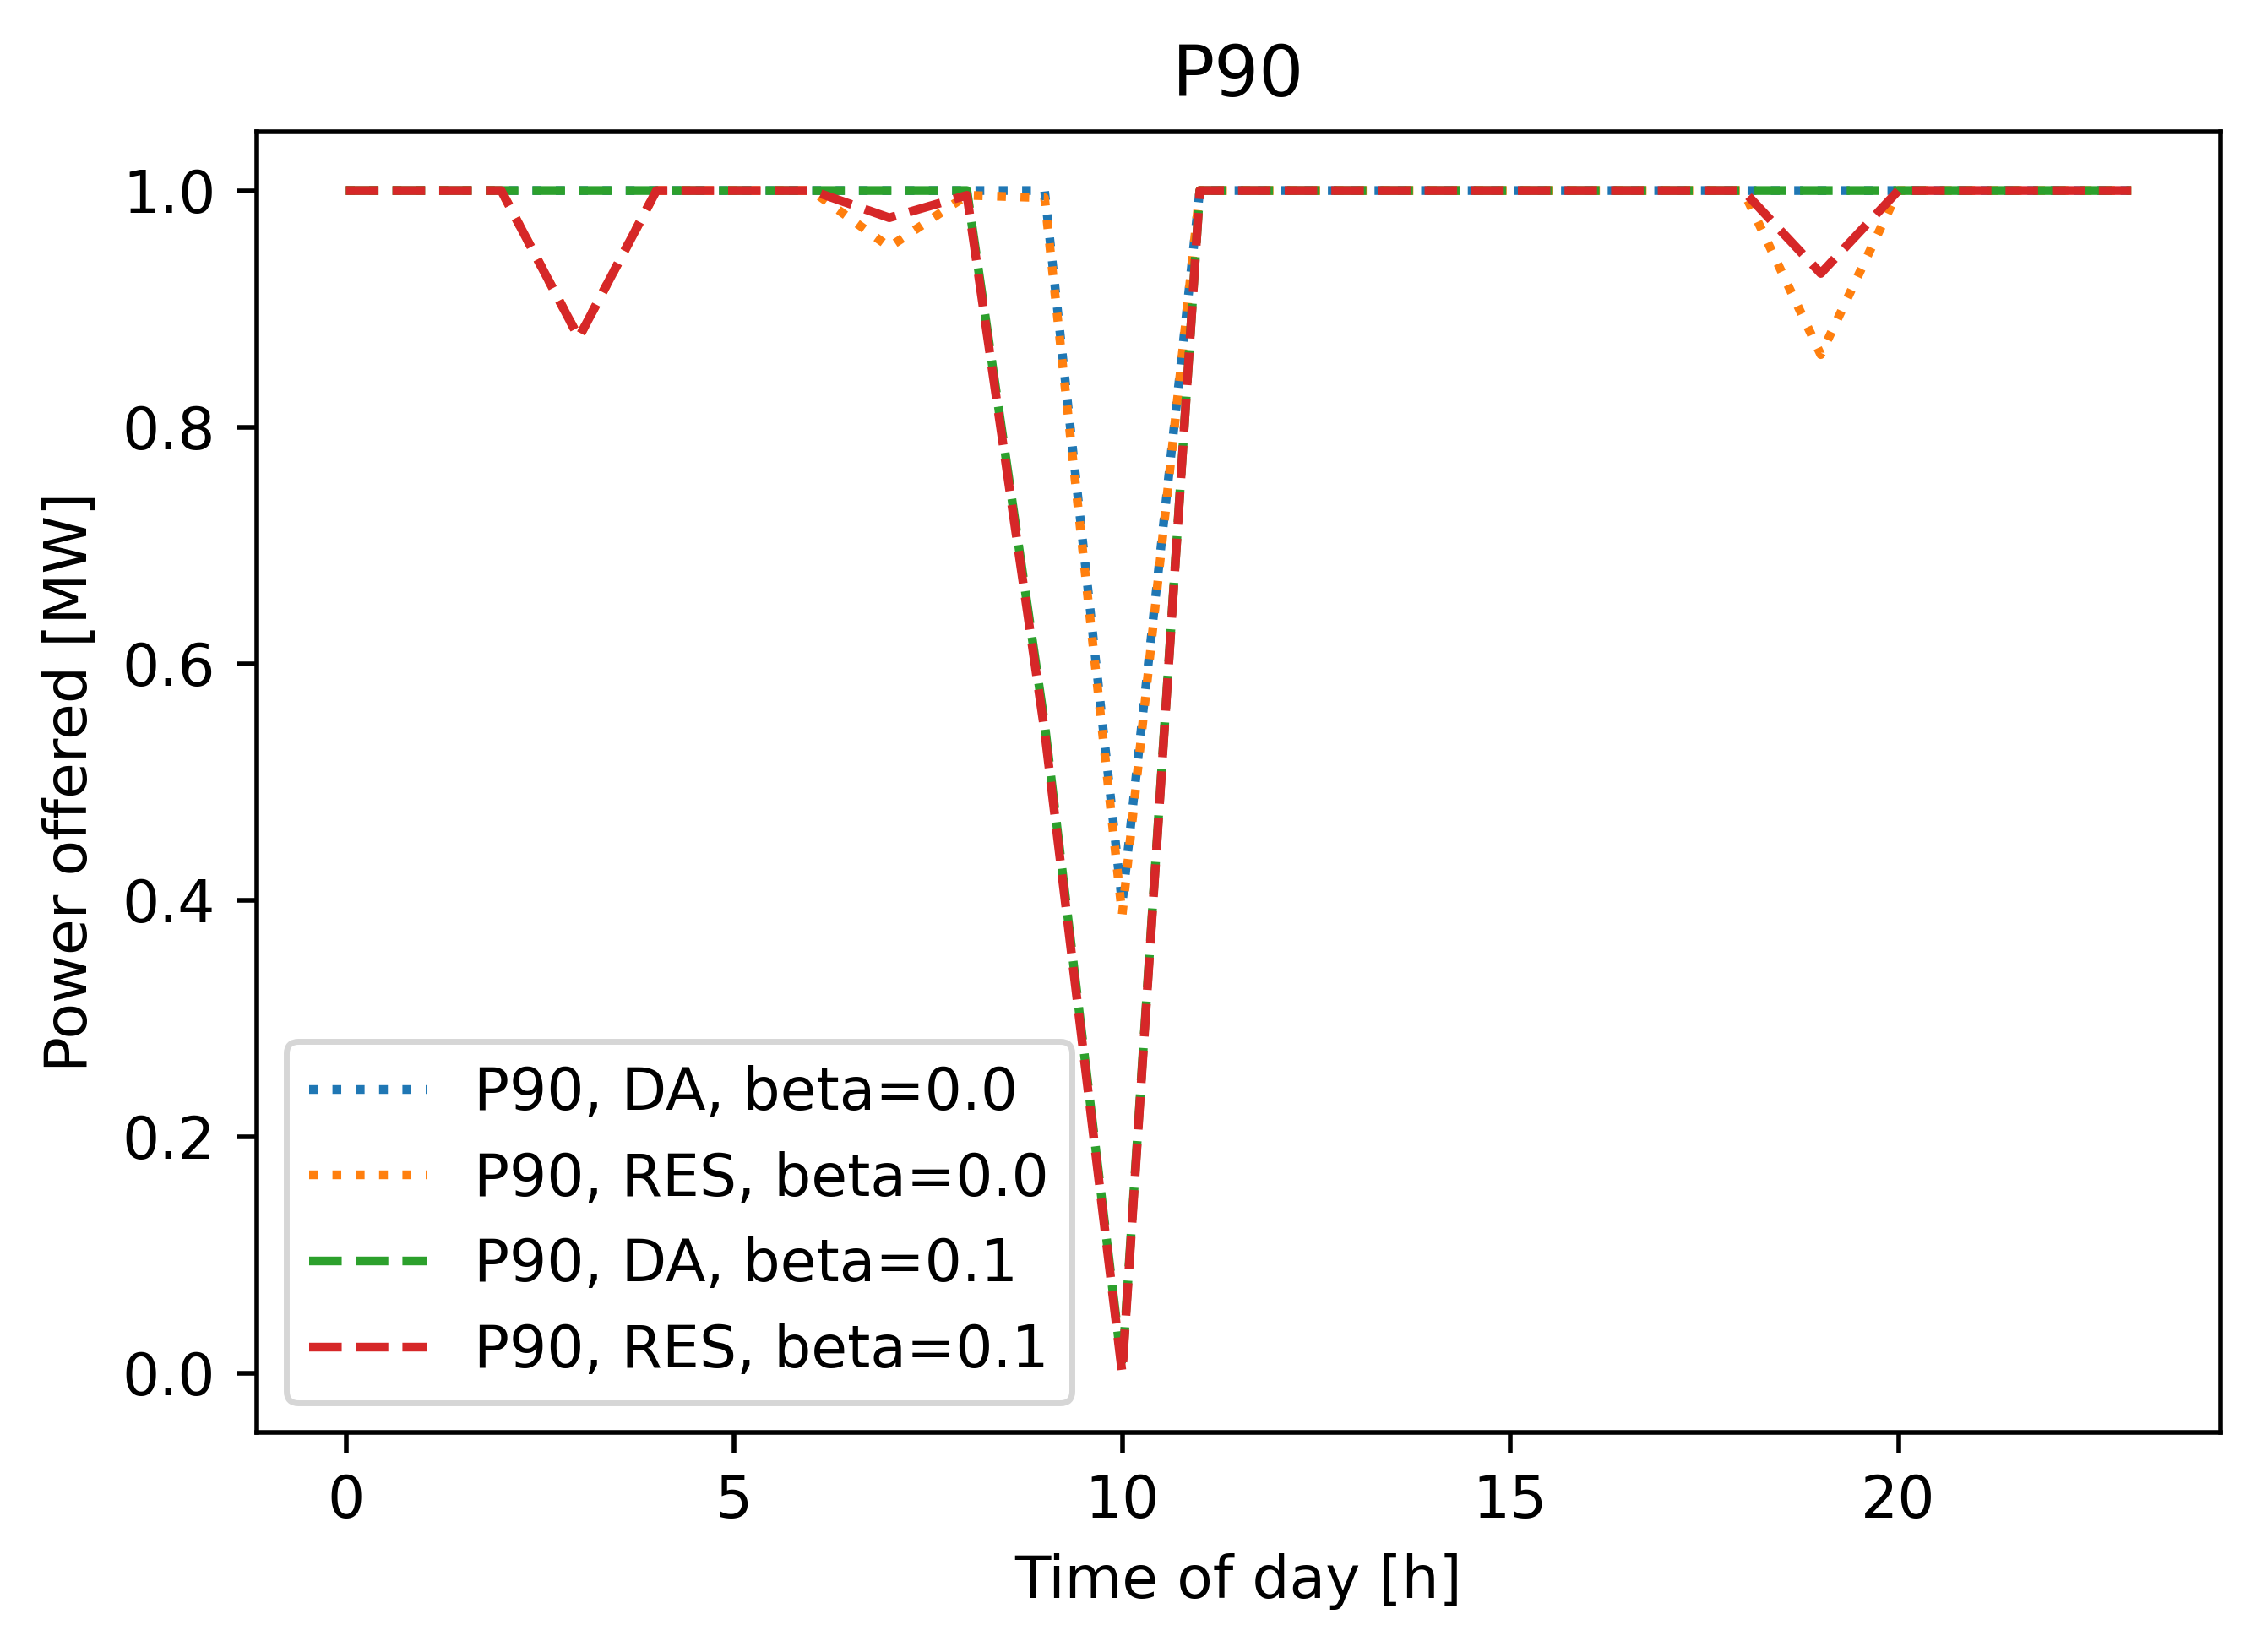 P90
Power offered [MW]
1.0
0.8
0.6
0.4
0.2
0.0
P90, DA, beta=0.0
P90, RES, beta=0.0
P90, DA, beta=0.1
P90, RES, beta=0.1
0 5 10 15 20
Time of day [h]